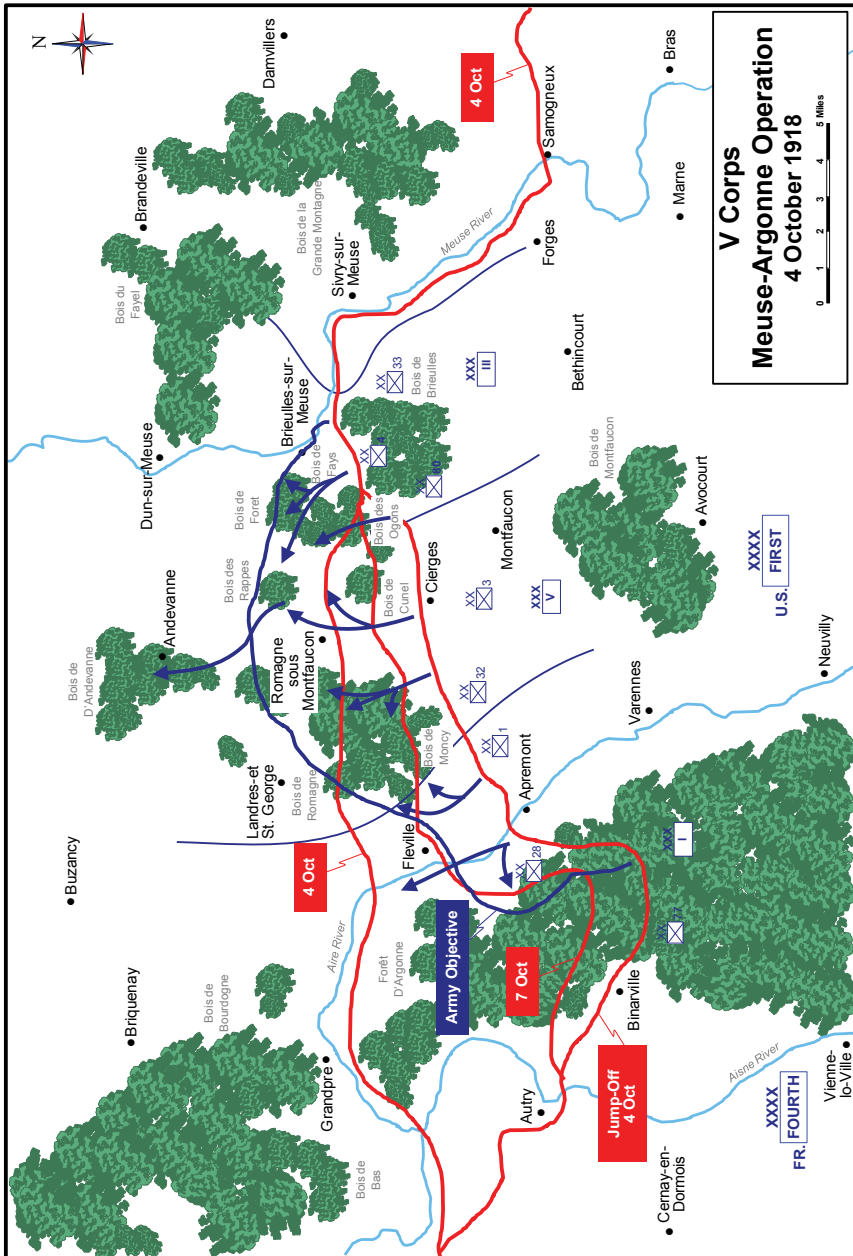 N
Damvillers
Brandeville
Bois du
Fayel
Bois de la
Grande Montagne
Sivry-sur-
Meuse
Meuse River
4 Oct
Samogneux
Bras
Forges
Marne
Dun-sur-Meuse
Brieulles-sur-
Meuse
Bois de
Fays
Bois de
Foret
Bois des
Ogons
Bois de
Brieulles
XX
33
XX
4
XX
80
XXX
III
Bethincourt
Bois des
Rappes
Andevanne
Bois de
D'Andevanne
Bois de
Cunel
Cierges
Montfaucon
Bois de
Montfaucon
Avocourt
XX
3
XXX
V
XXXX
U.S. FIRST
Romagne
sous
Montfaucon
Landres-et
St. George
Bois de
Romagne
Bois de
Moncy
XX
32
XX
1
Varennes
Neuvilly
Apremont
Fleville
Buzancy
4 Oct
Aire River
XX
28
XXX
I
XX
77
Forêt
D'Argonne
Army Objective
7 Oct
Binarville
Briquenay
Bois de
Bourdogne
Grandpre
Bois de
Bas
Autry
Jump-Off
4 Oct
Aisne River
Vienne-
lo-Ville
XXXX
FR. FOURTH
Cernay-en-
Dormois
V Corps
Meuse-Argonne Operation
4 October 1918
0 1 2 3 4 5 Miles